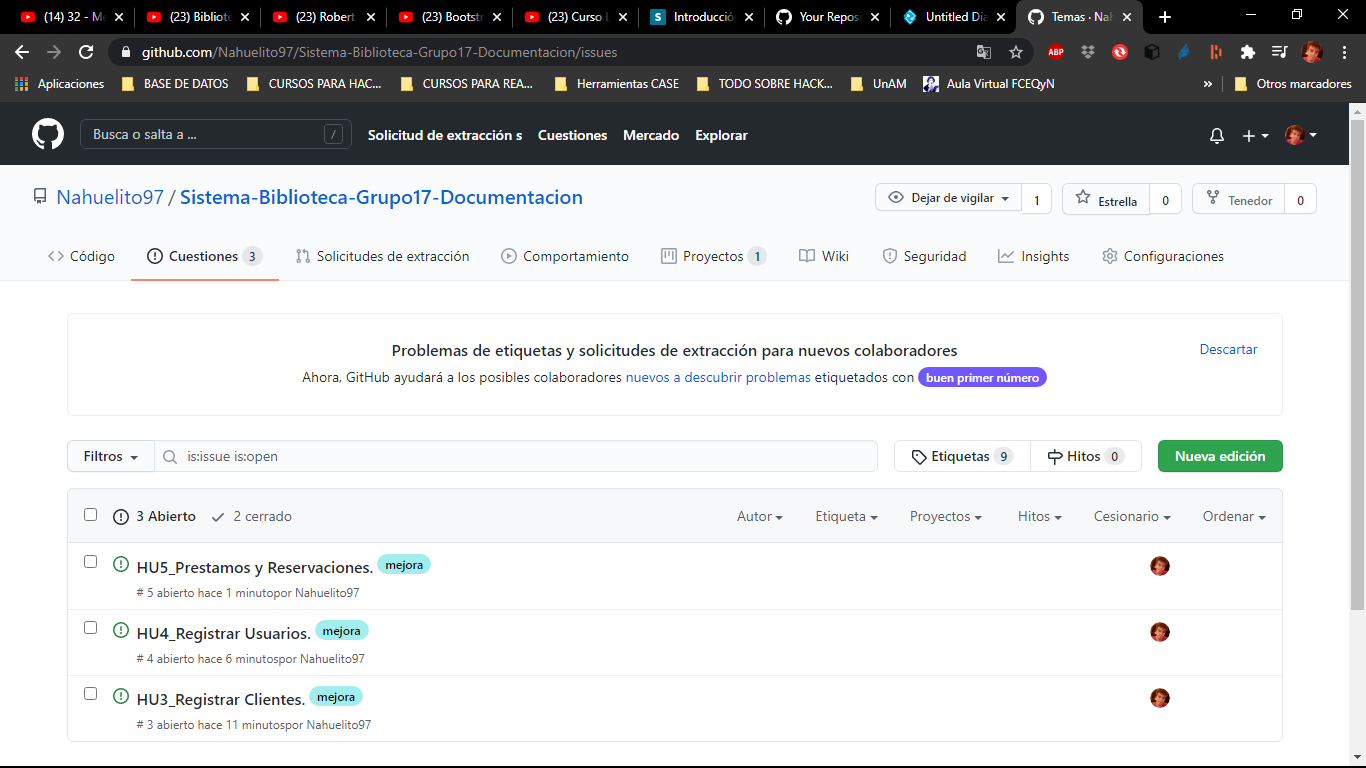 (14) 32 - Me
(23) Bibliote
(23) Robert
(23) Bootstr
(23) Curso L
S Introducció
Your Repos
Untitled Dia
Temas · Nah
github.com/Nahuelito97/Sistema-Biblioteca-Grupo17-Documentacion/issues
ABP
Aplicaciones
BASE DE DATOS
CURSOS PARA HAC...
CURSOS PARA REA...
Herramientas CASE
TODO SOBRE HACK...
UnAM
Aula Virtual FCEQyN
»
Otros marcadores
Busca o salta a ...
/
Solicitud de extracción s
Cuestiones
Mercado
Explorar
Nahuelito97 / Sistema-Biblioteca-Grupo17-Documentacion
Dejar de vigilar 1
Estrella 0
Tenedor 0
Código
Cuestiones 3
Solicitudes de extracción
Comportamiento
Proyectos 1
Wiki
Seguridad
Insights
Configuraciones
Problemas de etiquetas y solicitudes de extracción para nuevos colaboradores
Descartar
Ahora, GitHub ayudará a los posibles colaboradores nuevos a descubrir problemas etiquetados con buen primer número
Filtros
is:issue is:open
Etiquetas 9
Hitos 0
Nueva edición
3 Abierto
2 cerrado
Autor
Etiqueta
Proyectos
Hitos
Cesionario
Ordenar
HU5_Prestamos y Reservaciones. mejora
# 5 abierto hace 1 minutopor Nahuelito97
HU4_Registrar Usuarios. mejora
# 4 abierto hace 6 minutospor Nahuelito97
HU3_Registrar Clientes. mejora
# 3 abierto hace 11 minutospor Nahuelito97